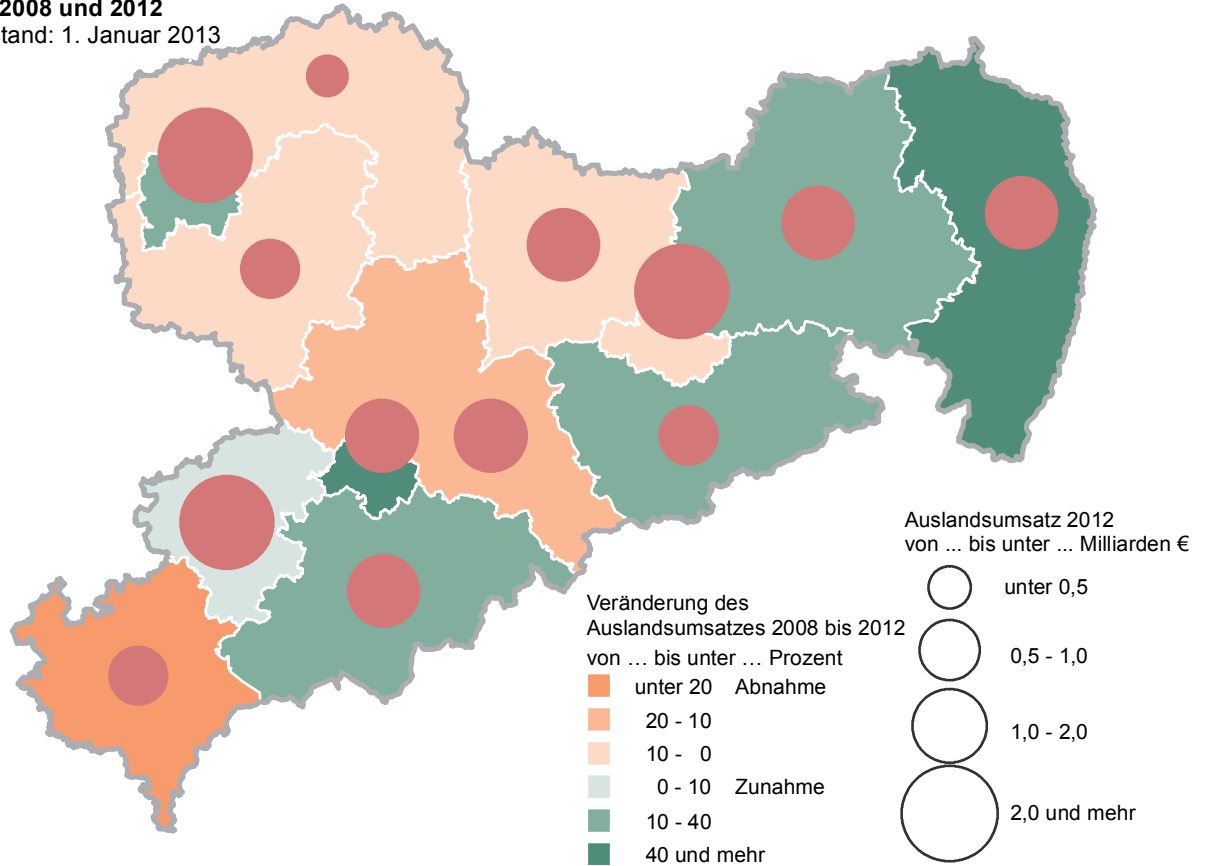 2008 und 2012
tand: 1. Januar 2013
Auslandsumsatz 2012
von ... bis unter ... Milliarden €
unter 0,5
0,5 - 1,0
1,0 - 2,0
2,0 und mehr
Veränderung des
Auslandsumsatzes 2008 bis 2012
von ... bis unter ... Prozent
unter 20 Abnahme
20 - 10
10 - 0
0 - 10 Zunahme
10 - 40
40 und mehr